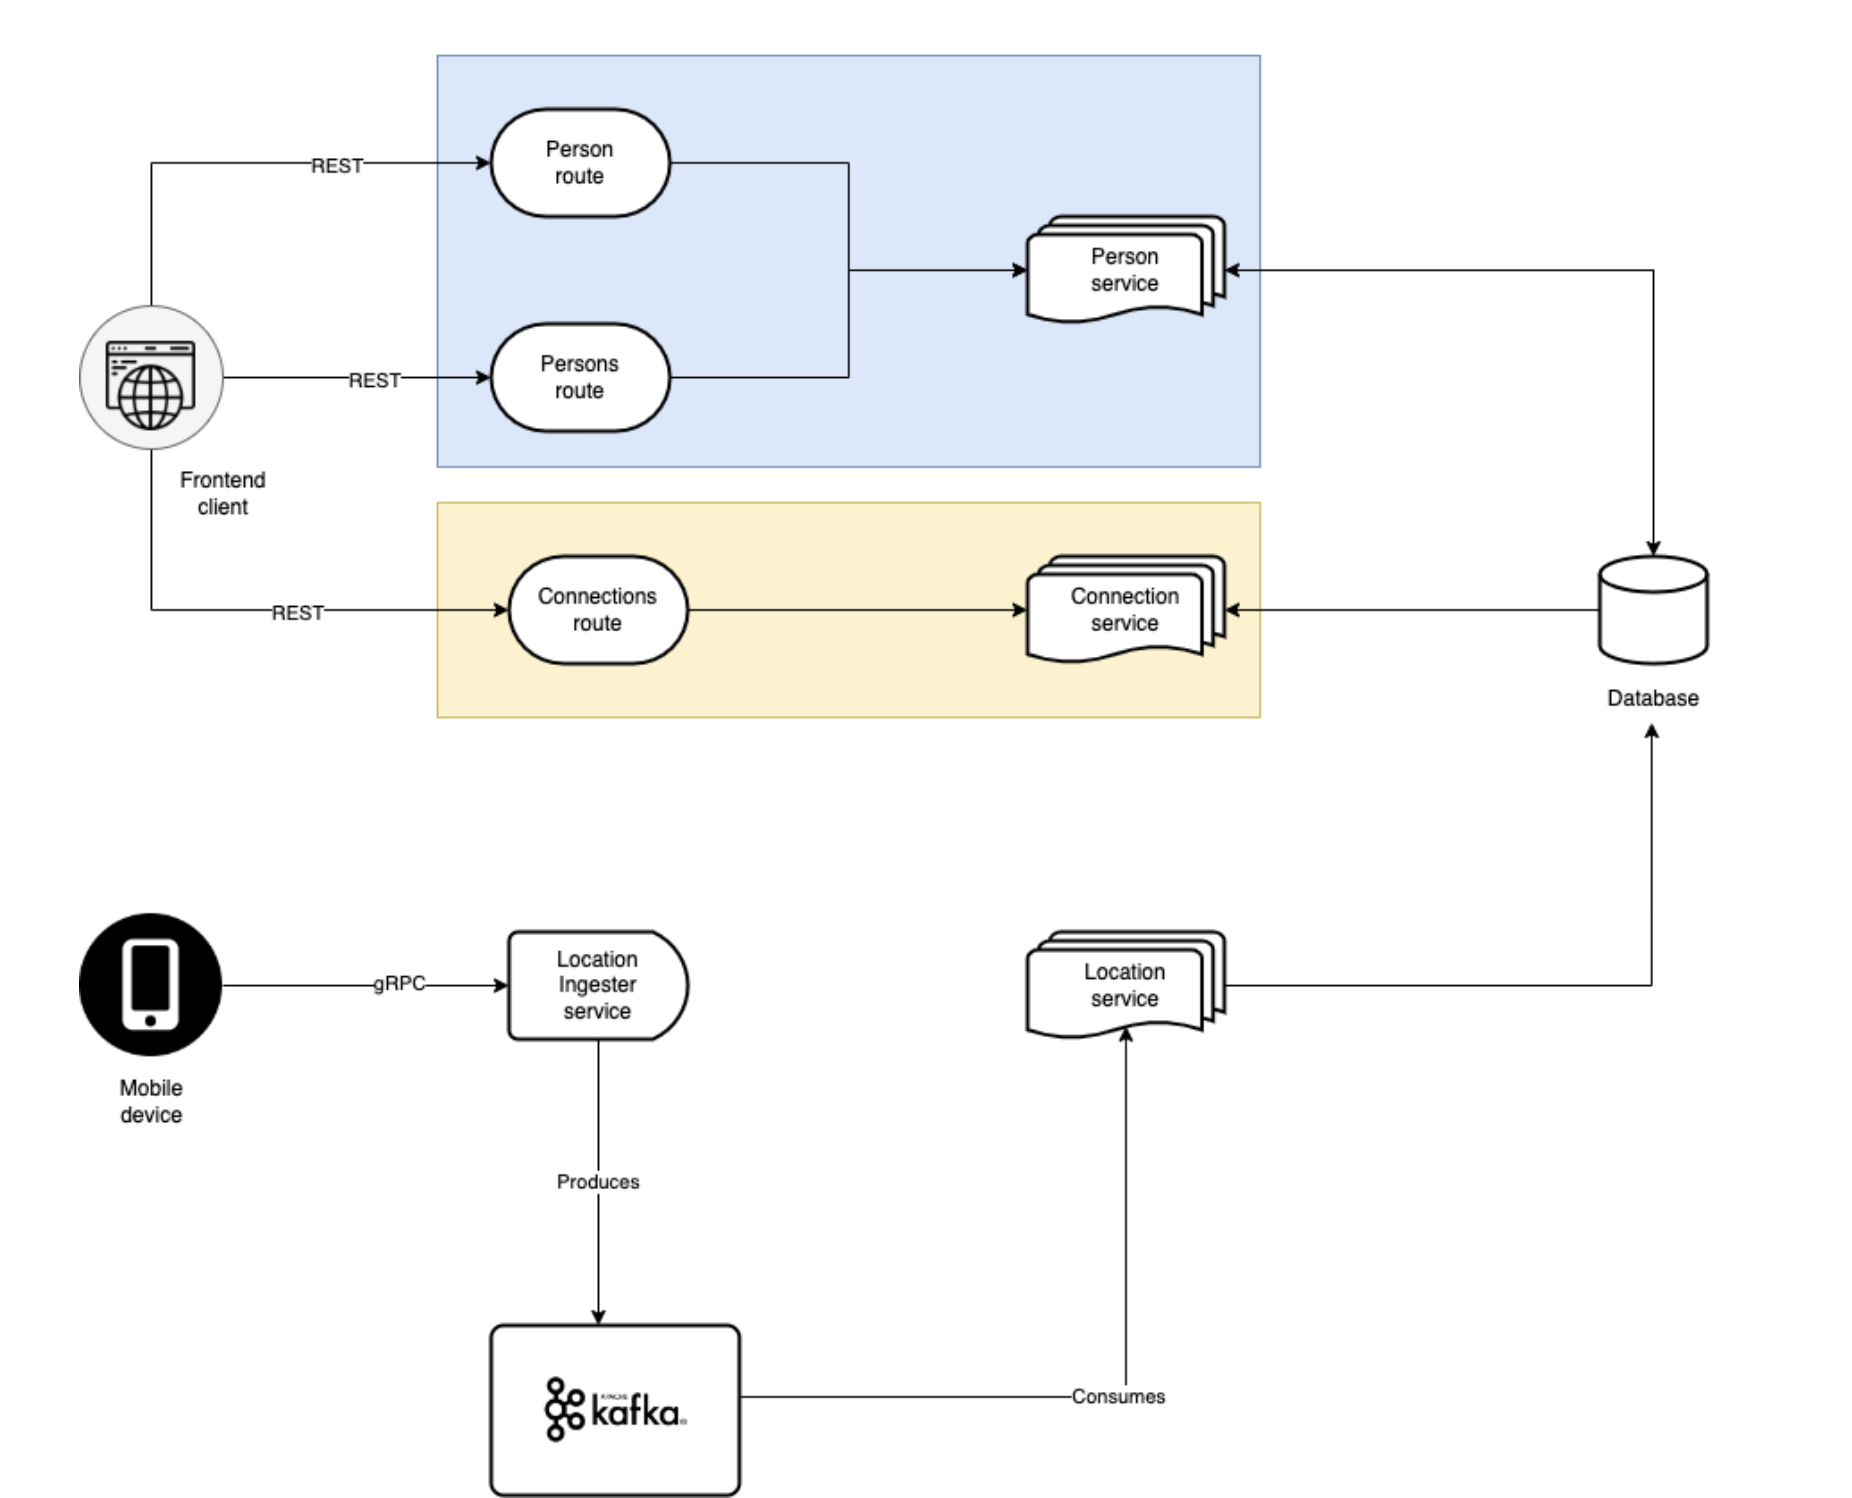 Person
route
REST
Person
service
Persons
route
REST
Frontend
client
Connections
route
REST
Connection
service
Database
Location
Ingester
service
gRPC
Location
service
Mobile
device
Produces
APACHE
kafka
Consumes